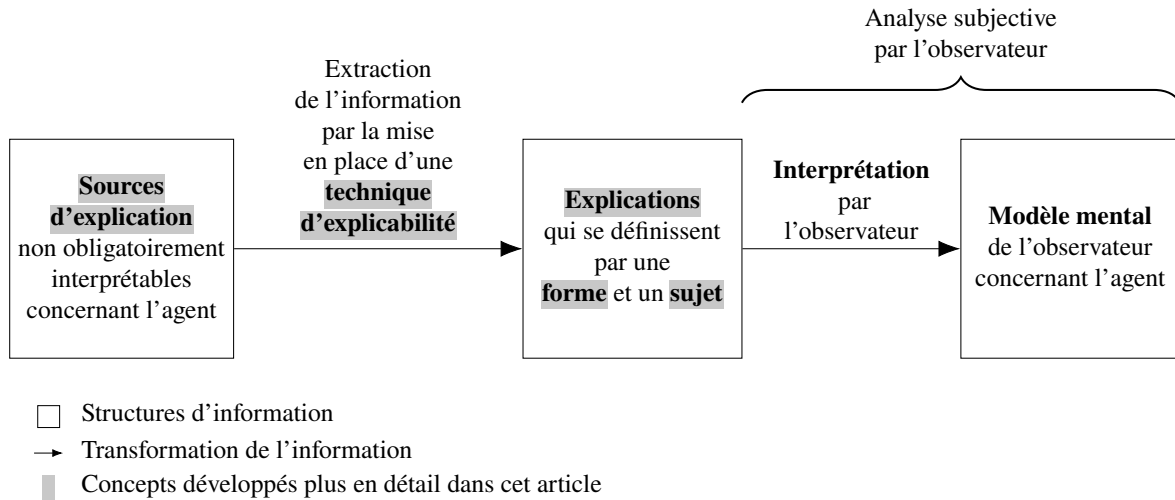 Analyse subjective
par l'observateur
Extraction
de l'information
par la mise
en place d'une
technique
d'explicabilité
Sources
d'explication
non obligatoirement
interprétables
concernant l'agent
Explications
qui se définissent
par une
forme et un sujet
Interprétation
par
l'observateur
Modèle mental
de l'observateur
concernant l'agent
Structures d'information
Transformation de l'information
Concepts développés plus en détail dans cet article